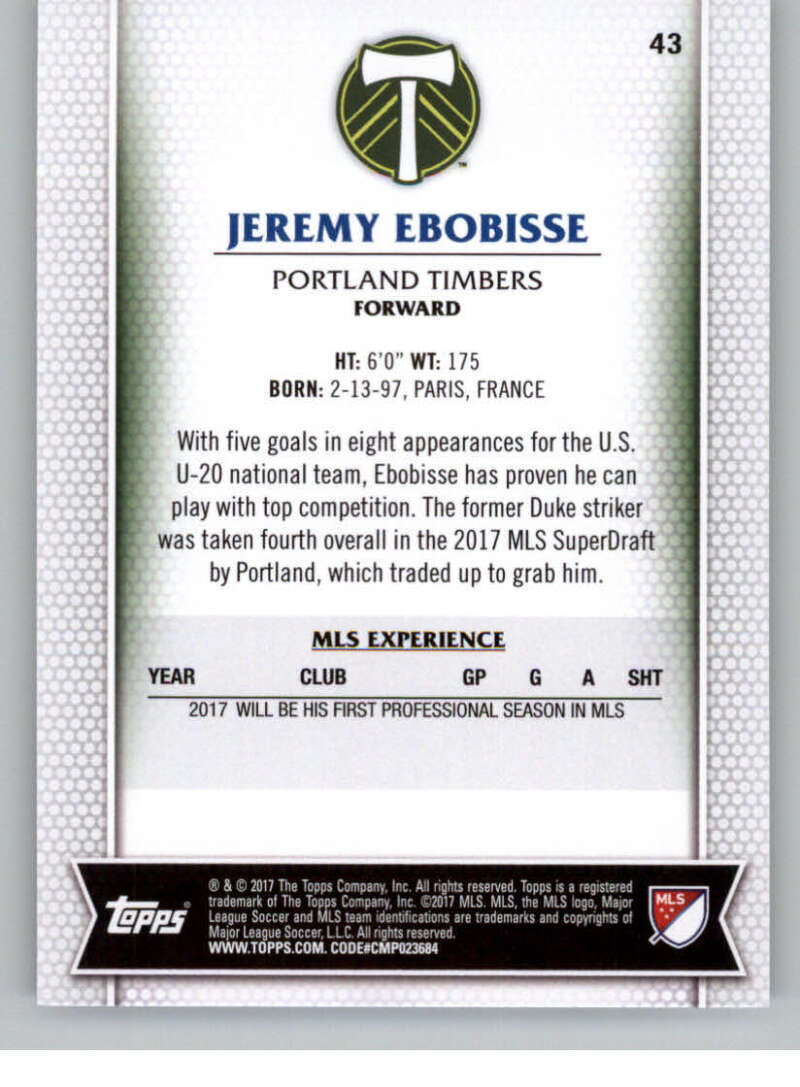 43
™
JEREMY EBOBISSE
PORTLAND TIMBERS
FORWARD
HT: 6'0" WT: 175
BORN: 2-13-97, PARIS, FRANCE
With five goals in eight appearances for the U.S.
U-20 national team, Ebobisse has proven he can
play with top competition. The former Duke striker
was taken fourth overall in the 2017 MLS SuperDraft
by Portland, which traded up to grab him.
MLS EXPERIENCE
YEAR CLUB GP G A SHT
2017 WILL BE HIS FIRST PROFESSIONAL SEASON IN MLS
Topps®
® & © 2017 The Topps Company, Inc. All rights reserved. Topps is a registered
trademark of The Topps Company, Inc. ©2017 MLS. MLS, the MLS logo, Major
League Soccer and MLS team identifications are trademarks and copyrights of
Major League Soccer, L.L.C. All rights reserved.
WWW.TOPPS.COM. CODE#CMP023684
MLS